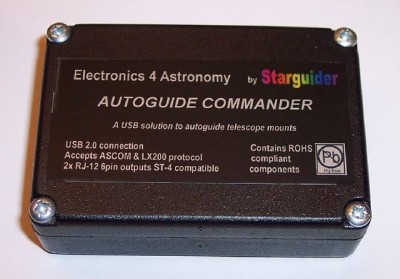 Electronics 4 Astronomy by Starguider
AUTOGUIDE COMMANDER
A USB solution to autoguide telescope mounts
USB 2.0 connection
Accepts ASCOM & LX200 protocol
2x RJ-12 6pin outputs ST-4 compatible
Contains ROHS
compliant
components
Pb